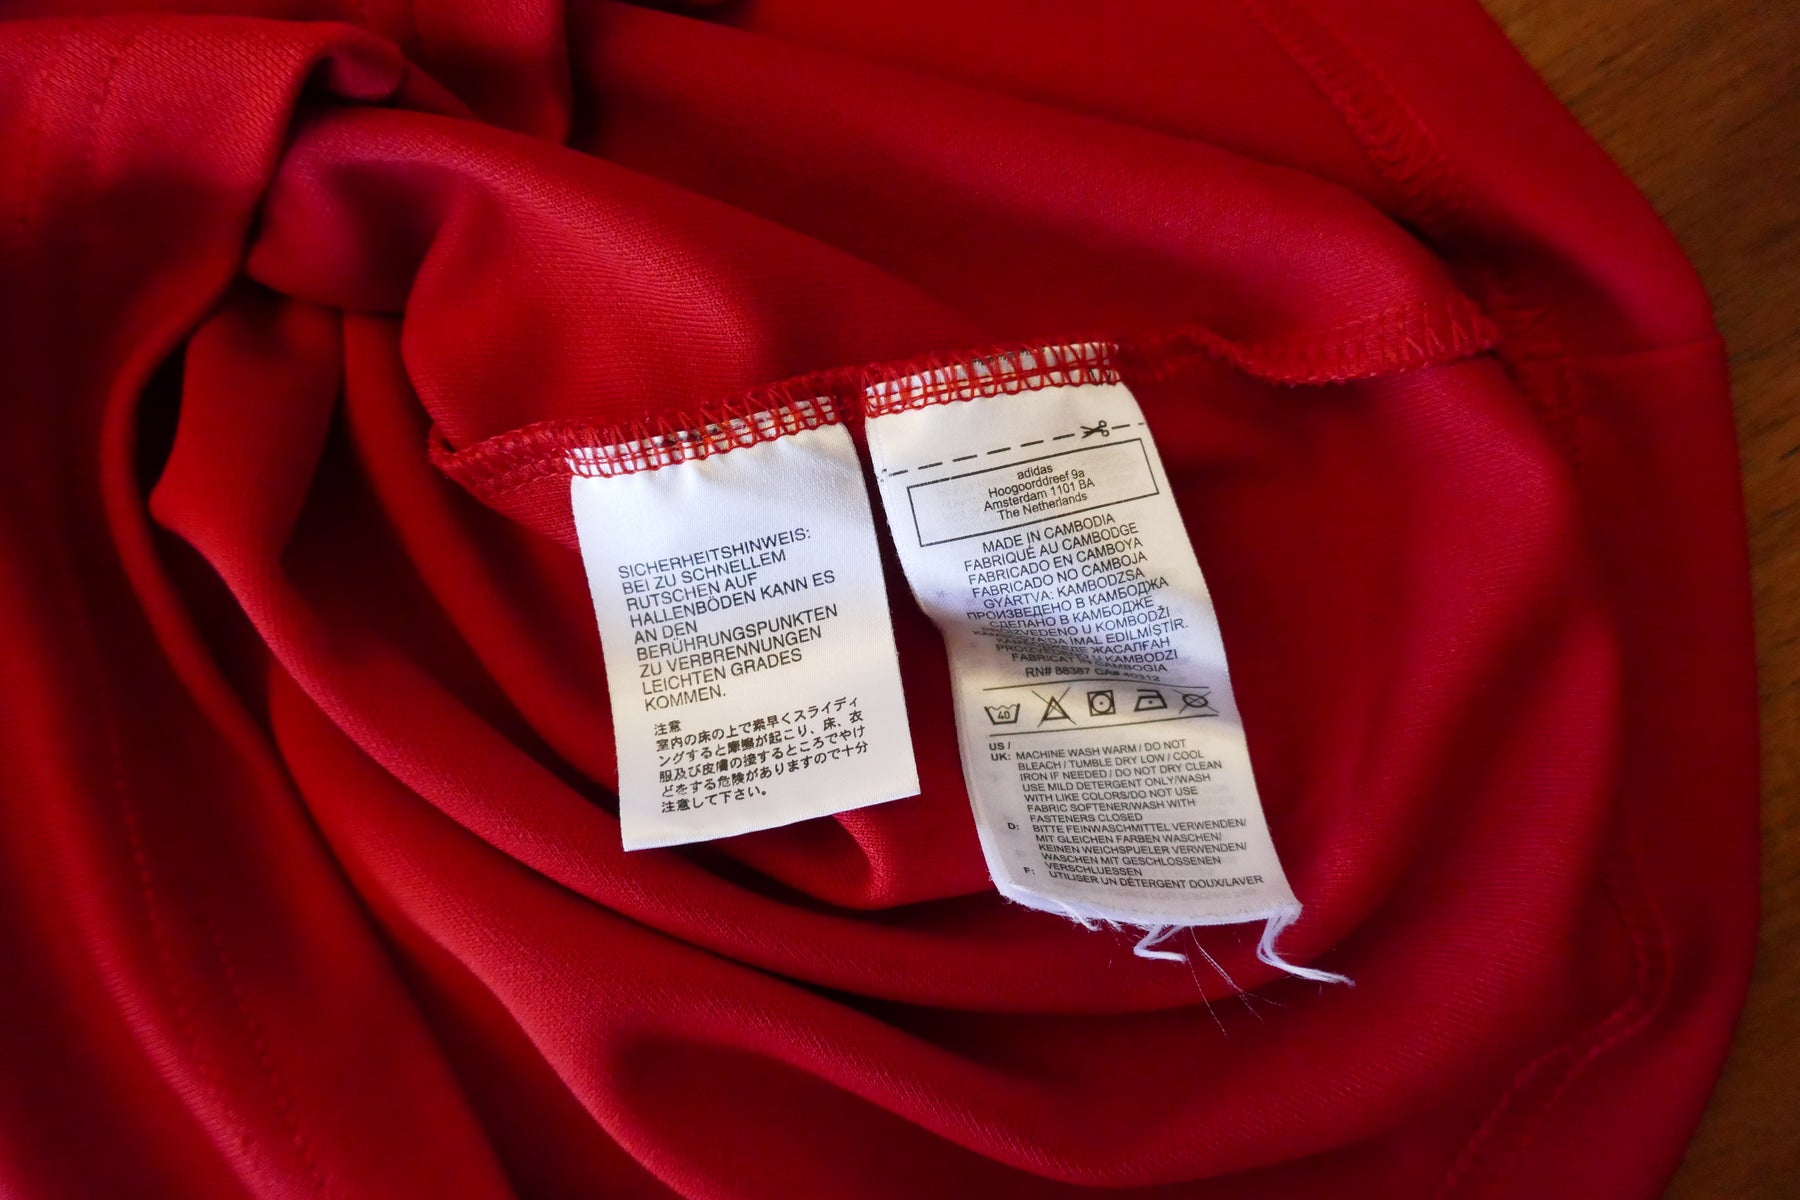 SICHERHEITSHINWEIS:
BEI ZU SCHNELLEM
RUTSCHEN AUF
HALLENBÖDEN KANN ES
AN DEN
BERÜHRUNGSPUNKTEN
ZU VERBRENNUNGEN
LEICHTEN GRADES
KOMMEN.
注意
室内の床の上で素早くスライディ
ングすると摩擦が起こり、床、衣
服及び皮膚の接するところでやけ
どをする危険がありますので十分
注意して下さい。
adidas
Hoogoorddreef 9a
Amsterdam 1101 BA
The Netherlands
MADE IN CAMBODIA
FABRIQUÉ AU CAMBODGE
FABRICADO EN CAMBOYA
FABRICADO NO CAMBOJA
GYÁRTVA: KAMBODZSA
ПРОИЗВЕДЕНО В КАМБОДЖА
СДЕЛАНО В КАМБОДЖЕ
PROIZVEDENO U KOMBODŽI
KAMBOÇYA'DA İMAL EDİLMİŞTİR.
ЖАСАЛҒАН
KAMBODZI
FABRICAT ÎN CAMBOGIA
RN# 88387 CA# 40312
40
US /
UK: MACHINE WASH WARM / DO NOT
BLEACH / TUMBLE DRY LOW / COOL
IRON IF NEEDED / DO NOT DRY CLEAN
USE MILD DETERGENT ONLY/WASH
WITH LIKE COLORS/DO NOT USE
FABRIC SOFTENER/WASH WITH
FASTENERS CLOSED
D: BITTE FEINWASCHMITTEL VERWENDEN/
MIT GLEICHEN FARBEN WASCHEN/
KEINEN WEICHSPUELER VERWENDEN/
WASCHEN MIT GESCHLOSSENEN
VERSCHLUESSEN
F: UTILISER UN DÉTERGENT DOUX/LAVER